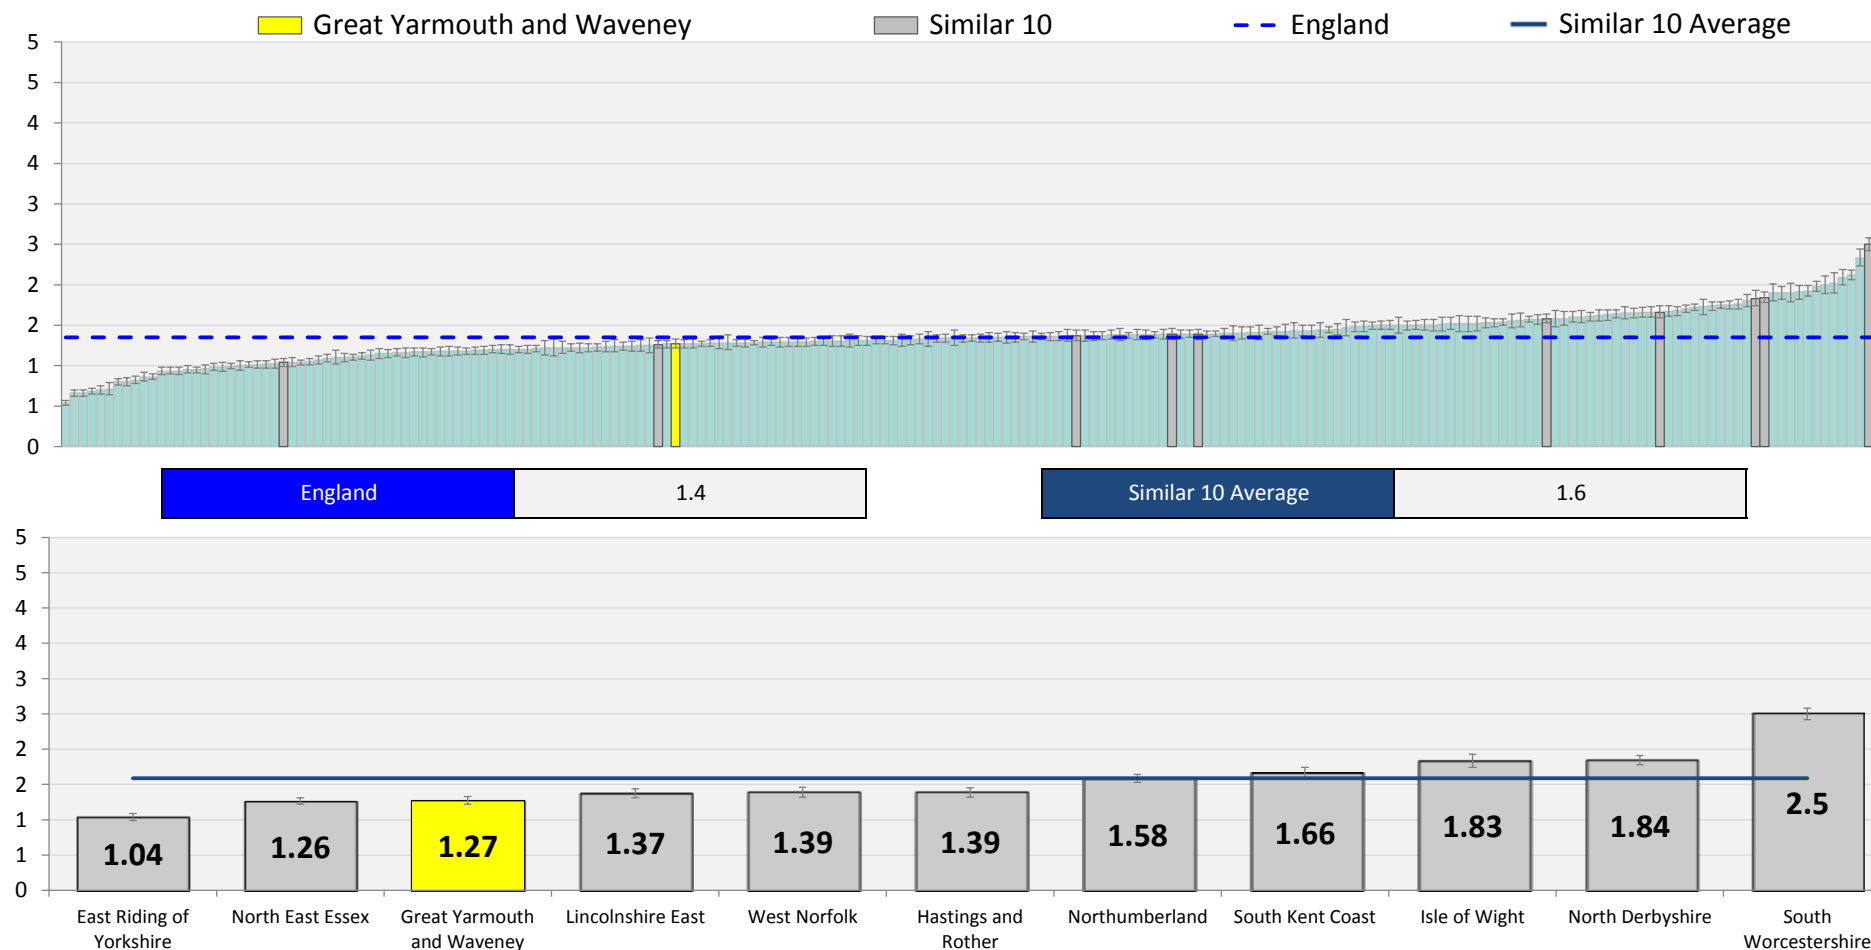 Great Yarmouth and Waveney Similar 10 England Similar 10 Average
5
5
4
4
3
3
2
2
1
1
0
England 1.4 Similar 10 Average 1.6
5
5
4
4
3
3
2
2
1
1
0
1.04 1.26 1.27 1.37 1.39 1.39 1.58 1.66 1.83 1.84 2.5
East Riding of Yorkshire
North East Essex
Great Yarmouth and Waveney
Lincolnshire East
West Norfolk
Hastings and Rother
Northumberland
South Kent Coast
Isle of Wight
North Derbyshire
South Worcestershire